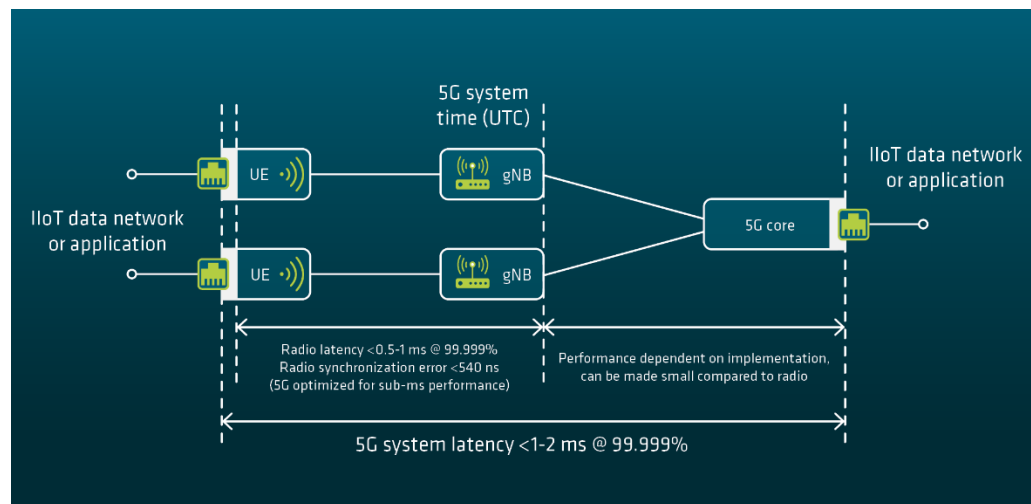 5G system
time (UTC)
IIoT data network
or application
UE
gNB
5G core
IIoT data network
or application
UE
gNB
Radio latency <0.5-1 ms @ 99.999%
Radio synchronization error <540 ns
(5G optimized for sub-ms performance)
Performance dependent on implementation,
can be made small compared to radio
5G system latency <1-2 ms @ 99.999%